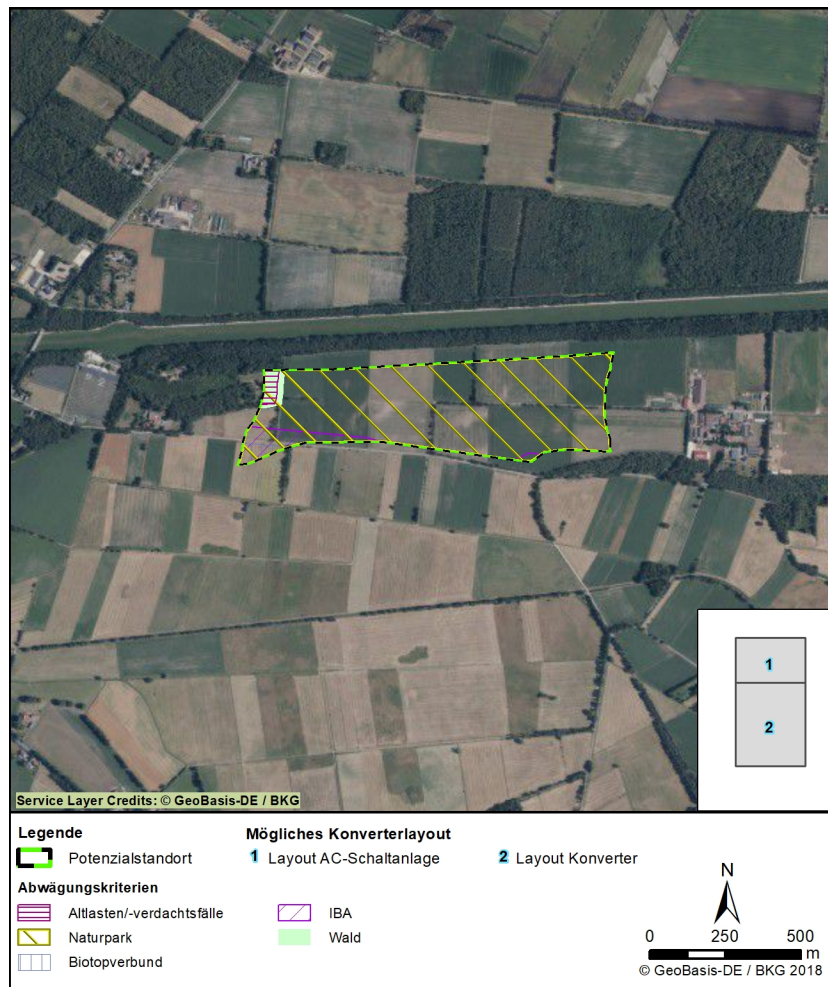 1
2
Service Layer Credits: © GeoBasis-DE / BKG
Legende
Potenzialstandort
Mögliches Konverterlayout
1 Layout AC-Schaltanlage
2 Layout Konverter
Abwägungskriterien
Altlasten/-verdachtsfälle
IBA
Naturpark
Wald
Biotopverbund
N
0 250 500
m
© GeoBasis-DE / BKG 2018